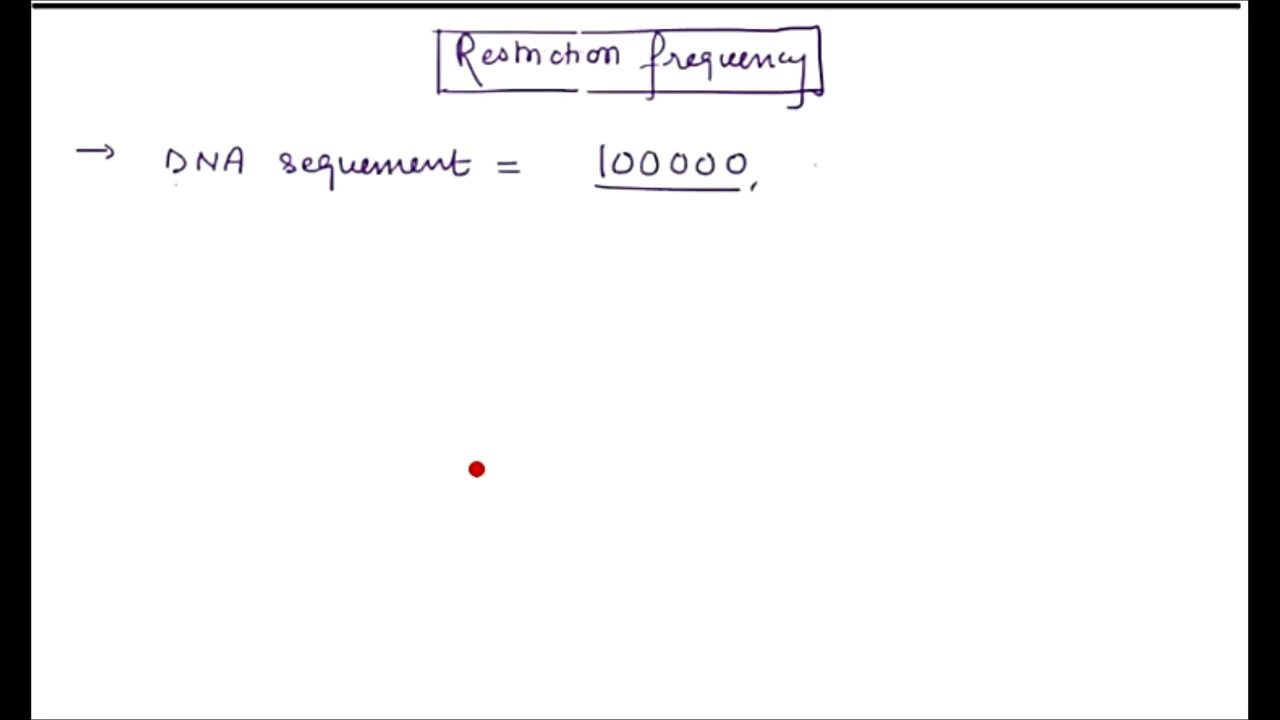 Restriction frequency
→ DNA sequement = 100000,